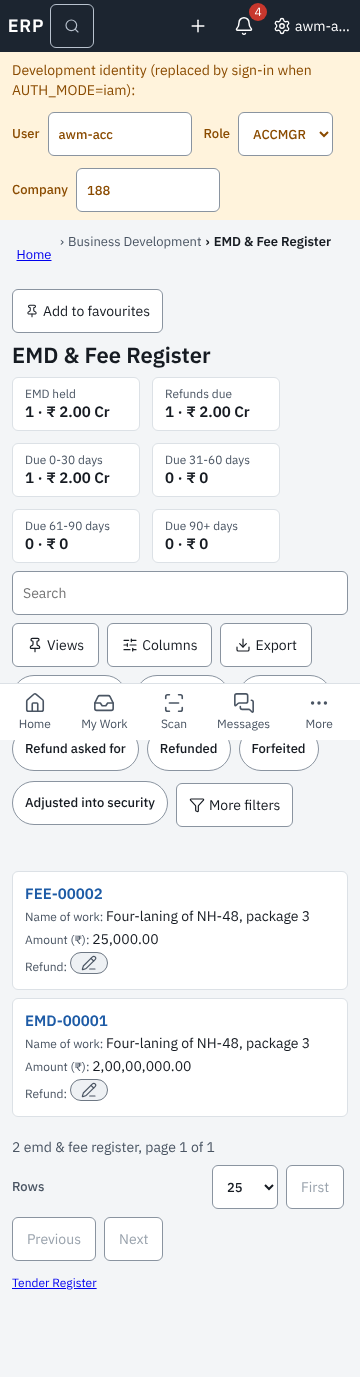 ERP
4
awm-a...
Development identity (replaced by sign-in when
AUTH_MODE=iam):
User awm-acc Role ACCMGR
Company 188
Home › Business Development › EMD & Fee Register
Add to favourites
EMD & Fee Register
EMD held
1 · ₹ 2.00 Cr
Refunds due
1 · ₹ 2.00 Cr
Due 0-30 days
1 · ₹ 2.00 Cr
Due 31-60 days
0 · ₹ 0
Due 61-90 days
0 · ₹ 0
Due 90+ days
0 · ₹ 0
Search
Views Columns Export
Home My Work Scan Messages More
Refund asked for Refunded Forfeited
Adjusted into security More filters
FEE-00002
Name of work: Four-laning of NH-48, package 3
Amount (₹): 25,000.00
Refund:
EMD-00001
Name of work: Four-laning of NH-48, package 3
Amount (₹): 2,00,00,000.00
Refund:
2 emd & fee register, page 1 of 1
Rows 25 First
Previous Next
Tender Register